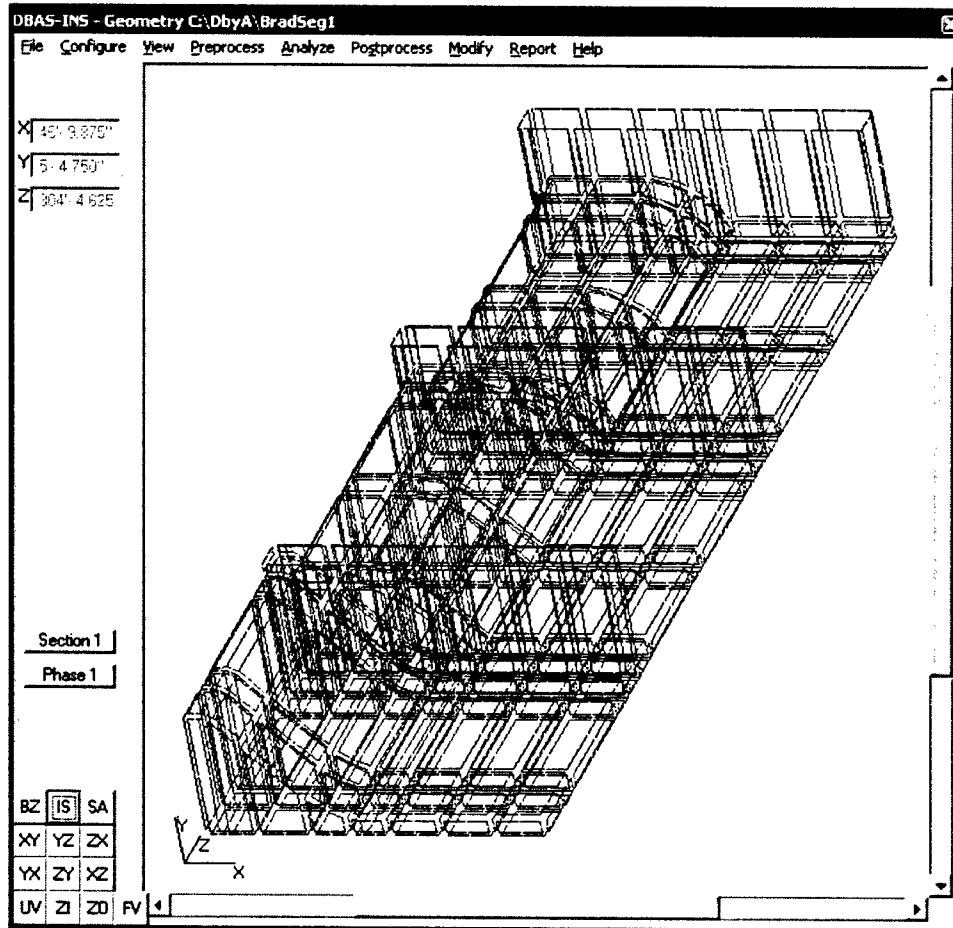 DBAS-INS - Geometry C:\DbyA\BradSeg1
File Configure View Preprocess Analyze Postprocess Modify Report Help
X 45'- 9.875"
Y 5'- 4.750"
Z 304'- 4.625
Section 1
Phase 1
BZ IS SA
XY YZ ZX
YX ZY XZ
UV ZI ZO FV
Y
Z
X